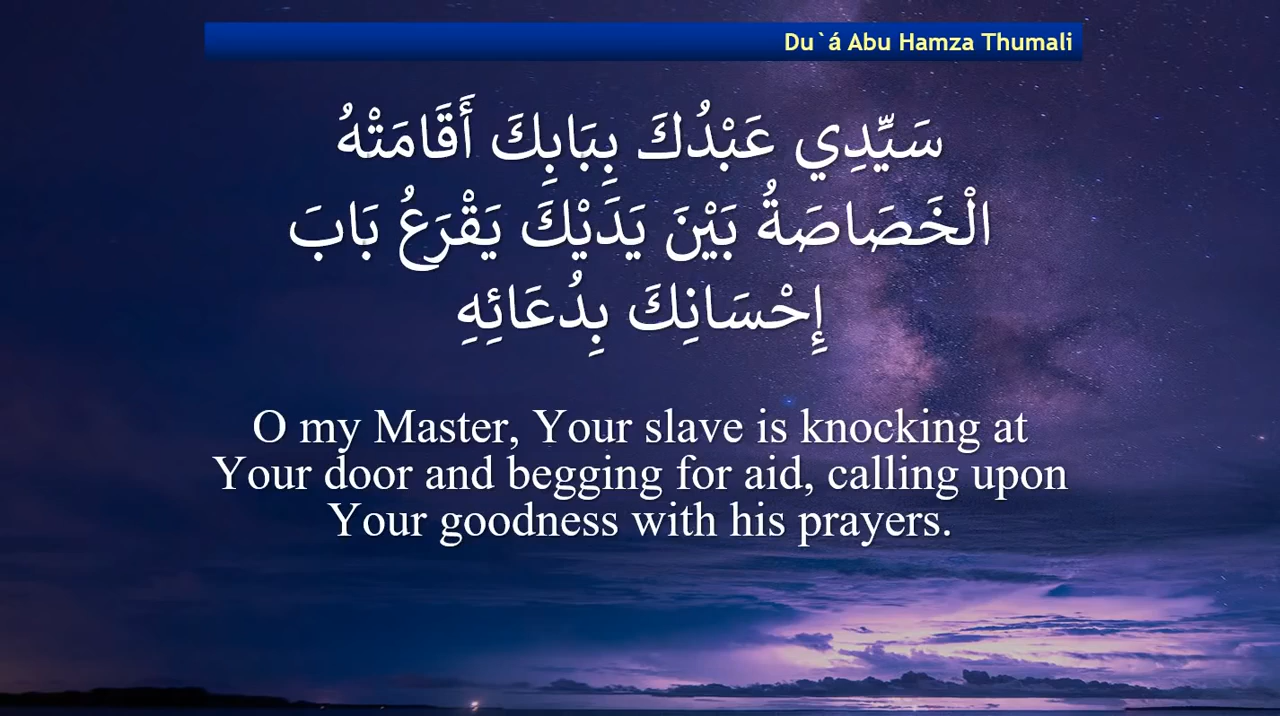 Du`á Abu Hamza Thumali
سَيِّدِي عَبْدُكَ بِبَابِكَ أَقَامَتْهُ
الْخَصَاصَةُ بَيْنَ يَدَيْكَ يَقْرَعُ بَابَ
إِحْسَانِكَ بِدُعَائِهِ
O my Master, Your slave is knocking at
Your door and begging for aid, calling upon
Your goodness with his prayers.